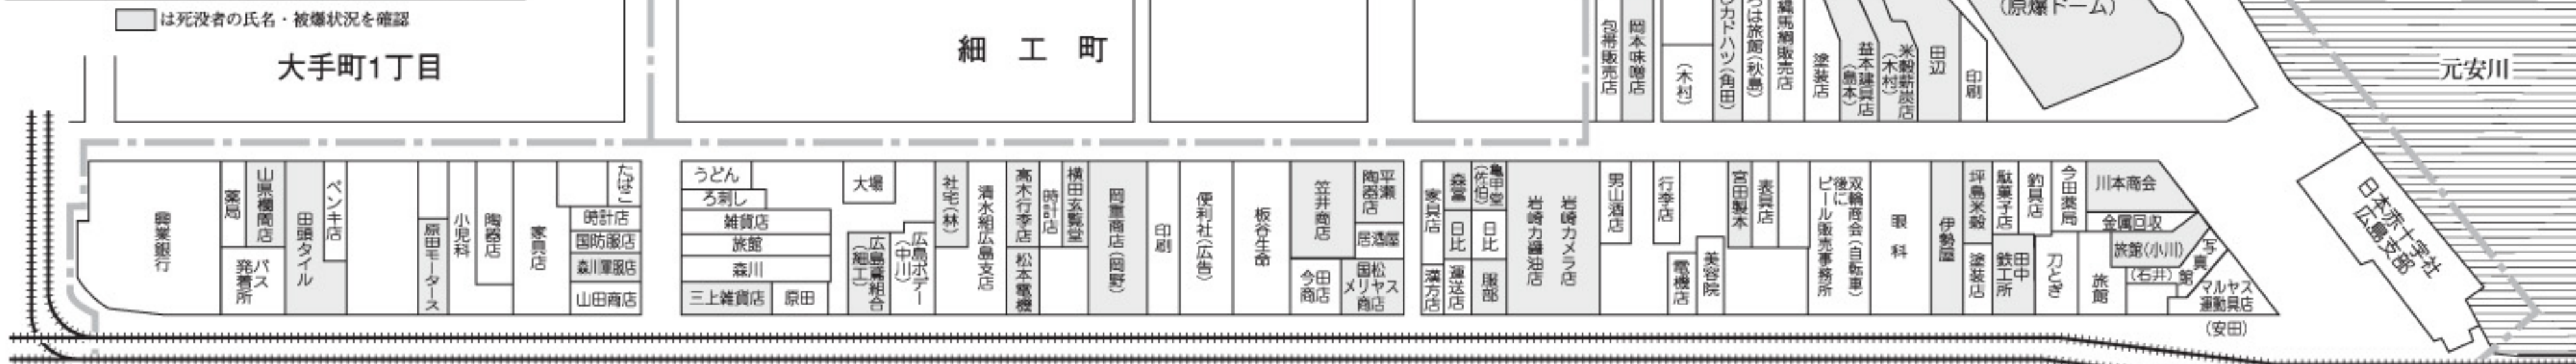 は死没者の氏名・被爆状況を確認
大手町1丁目
細工町
包帯販売店
岡本味噌店
(木村)
カドハツ(角田)
は旅館(秋島)
縄馬網販売店
塗装店
益本建具店
(島本)
米穀薪炭店
(木村)
田辺
印刷
(原爆ドーム)
元安川
興業銀行
薬局
山県欄間店
バス
発着所
田頭タイル
ペンキ店
原田モータース
小児科
陶器店
家具店
たばこ
時計店
国防服店
森川軍服店
山田商店
うどん
ろ刺し
雑貨店
旅館
森川
三上雑貨店
原田
大場
広島鳶組合
(細工)
広島ボデー
(中川)
社宅(林)
清水組広島支店
高木行李店
松本電機
時計店
横田玄覧堂
岡重商店(岡野)
印刷
便利社(広告)
板谷生命
笠井商店
平瀬
陶器店
居酒屋
今田
商店
国松
メリヤス
商店
家具店
漢方店
森冨
日比
運送店
亀甲堂
(佐伯)
日比
服部
岩崎力醤油店
岩崎カメラ店
男山酒店
行李店
電機店
美容院
宮田製本
表具店
双輪商会(自転車)
後に
ビール販売事務所
眼科
伊勢屋
坪島米穀
塗装店
駄菓子店
田中
鉄工所
釣具店
刀とぎ
今田薬局
旅館
川本商会
金属回収
旅館(小川)
(石井)
写真館
マルヤス
運動具店
(安田)
日本赤十字社
広島支部